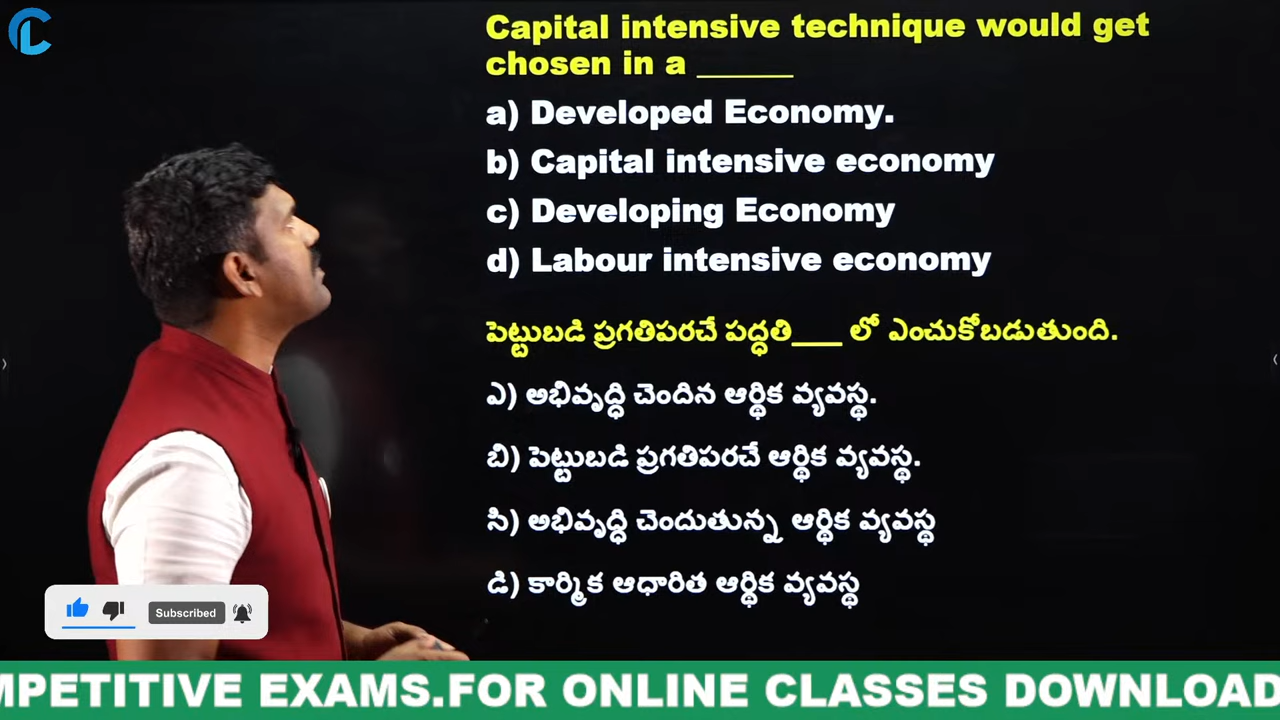 Capital intensive technique would get
chosen in a ______
a) Developed Economy.
b) Capital intensive economy
c) Developing Economy
d) Labour intensive economy
పెట్టుబడి ప్రగతిపరచే పద్ధతి___ లో ఎంచుకోబడుతుంది.
ఎ) అభివృద్ధి చెందిన ఆర్థిక వ్యవస్థ.
బి) పెట్టుబడి ప్రగతిపరచే ఆర్థిక వ్యవస్థ.
సి) అభివృద్ధి చెందుతున్న ఆర్థిక వ్యవస్థ
డి) కార్మిక ఆధారిత ఆర్థిక వ్యవస్థ
Subscribed
MPETITIVE EXAMS.FOR ONLINE CLASSES DOWNLOAD